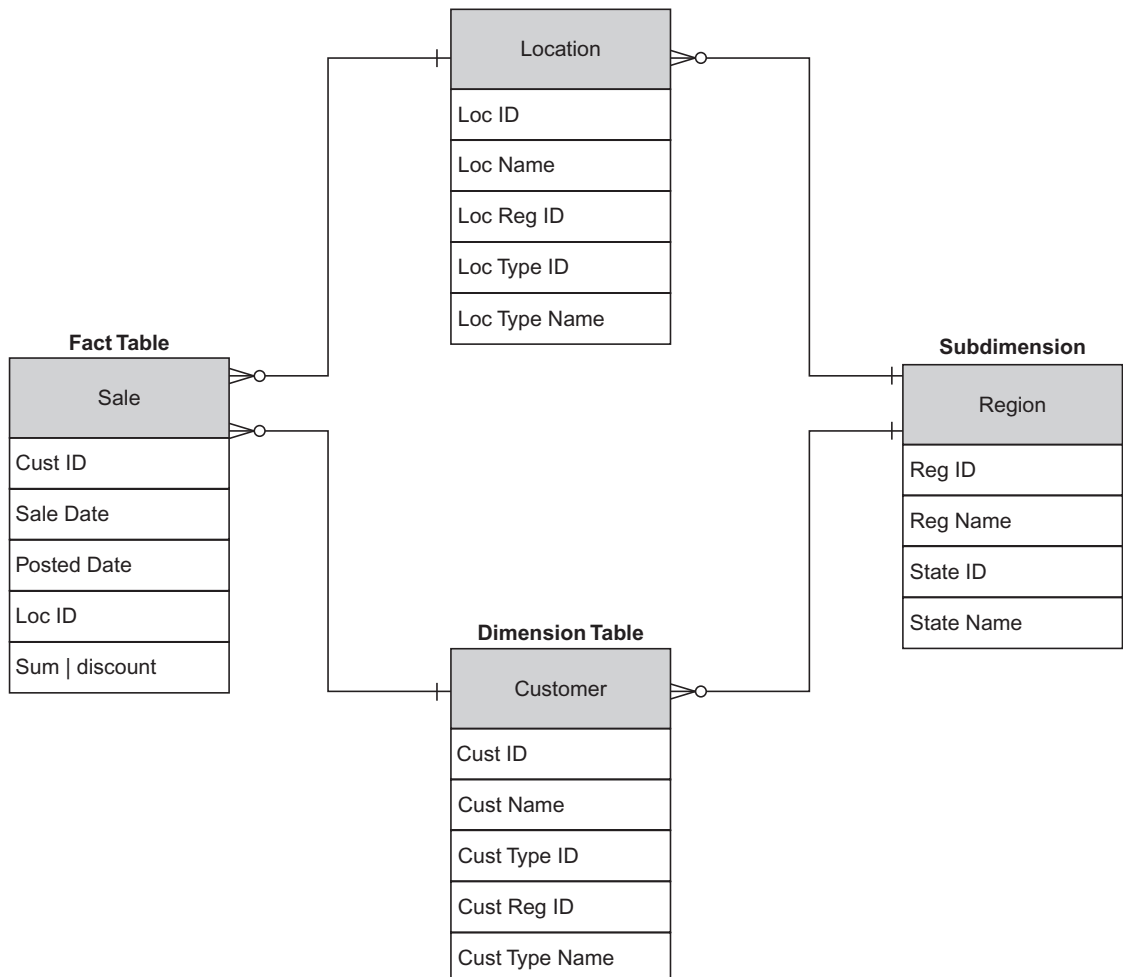 Location
Loc ID
Loc Name
Loc Reg ID
Loc Type ID
Loc Type Name
Fact Table
Sale
Cust ID
Sale Date
Posted Date
Loc ID
Sum | discount
Subdimension
Region
Reg ID
Reg Name
State ID
State Name
Dimension Table
Customer
Cust ID
Cust Name
Cust Type ID
Cust Reg ID
Cust Type Name